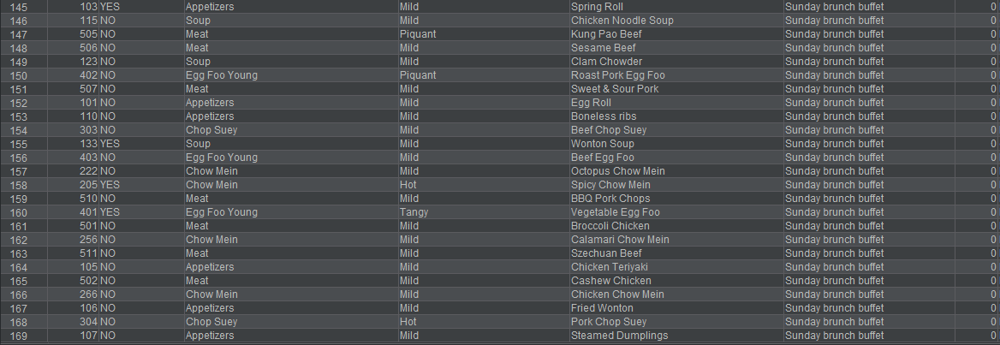 145 103 YES Appetizers Mild Spring Roll Sunday brunch buffet 0
146 115 NO Soup Mild Chicken Noodle Soup Sunday brunch buffet 0
147 505 NO Meat Piquant Kung Pao Beef Sunday brunch buffet 0
148 506 NO Meat Mild Sesame Beef Sunday brunch buffet 0
149 123 NO Soup Mild Clam Chowder Sunday brunch buffet 0
150 402 NO Egg Foo Young Piquant Roast Pork Egg Foo Sunday brunch buffet 0
151 507 NO Meat Mild Sweet & Sour Pork Sunday brunch buffet 0
152 101 NO Appetizers Mild Egg Roll Sunday brunch buffet 0
153 110 NO Appetizers Mild Boneless ribs Sunday brunch buffet 0
154 303 NO Chop Suey Mild Beef Chop Suey Sunday brunch buffet 0
155 133 YES Soup Mild Wonton Soup Sunday brunch buffet 0
156 403 NO Egg Foo Young Mild Beef Egg Foo Sunday brunch buffet 0
157 222 NO Chow Mein Mild Octopus Chow Mein Sunday brunch buffet 0
158 205 YES Chow Mein Hot Spicy Chow Mein Sunday brunch buffet 0
159 510 NO Meat Mild BBQ Pork Chops Sunday brunch buffet 0
160 401 YES Egg Foo Young Tangy Vegetable Egg Foo Sunday brunch buffet 0
161 501 NO Meat Mild Broccoli Chicken Sunday brunch buffet 0
162 256 NO Chow Mein Mild Calamari Chow Mein Sunday brunch buffet 0
163 511 NO Meat Mild Szechuan Beef Sunday brunch buffet 0
164 105 NO Appetizers Mild Chicken Teriyaki Sunday brunch buffet 0
165 502 NO Meat Mild Cashew Chicken Sunday brunch buffet 0
166 266 NO Chow Mein Mild Chicken Chow Mein Sunday brunch buffet 0
167 106 NO Appetizers Mild Fried Wonton Sunday brunch buffet 0
168 304 NO Chop Suey Hot Pork Chop Suey Sunday brunch buffet 0
169 107 NO Appetizers Mild Steamed Dumplings Sunday brunch buffet 0